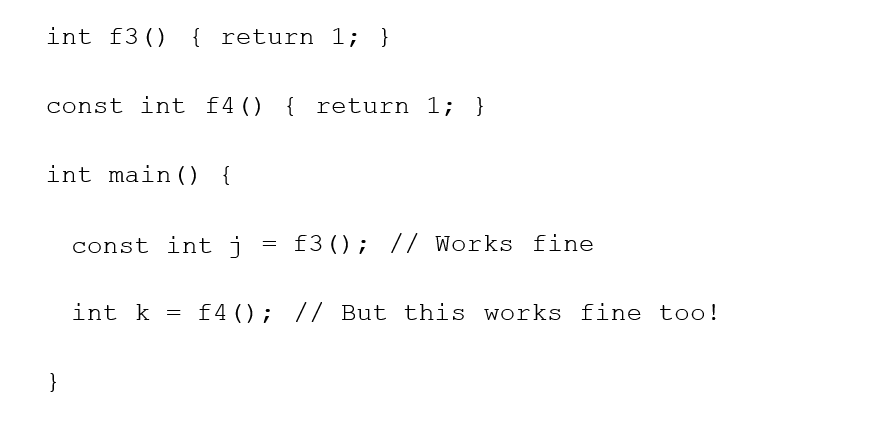 int f3() { return 1; }
const int f4() { return 1; }
int main() {
const int j = f3(); // Works fine
int k = f4(); // But this works fine too!
}